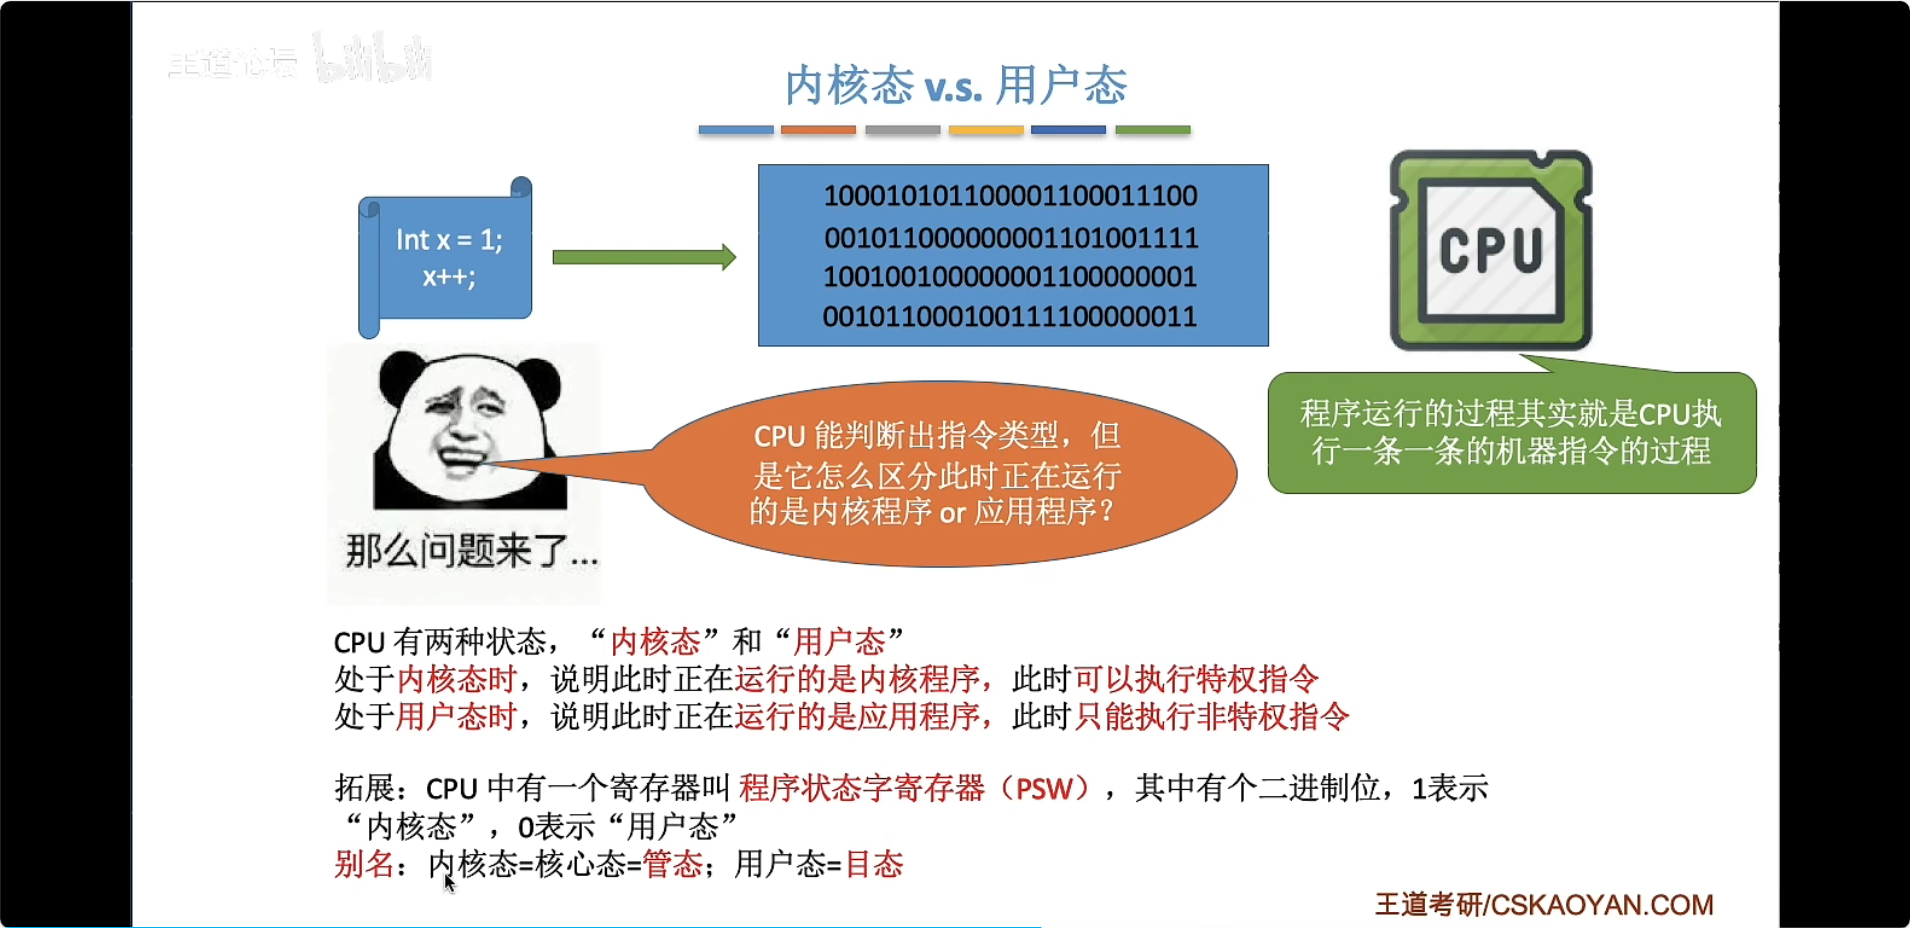 王道论坛 bilibili
内核态 v.s. 用户态
Int x = 1;
x++;
100010101100001100011100
001011000000001101001111
100100100000001100000001
001011000100111100000011
CPU
程序运行的过程其实就是CPU执
行一条一条的机器指令的过程
CPU 能判断出指令类型，但
是它怎么区分此时正在运行
的是内核程序 or 应用程序？
那么问题来了...
CPU 有两种状态，“内核态”和“用户态”
处于内核态时，说明此时正在运行的是内核程序，此时可以执行特权指令
处于用户态时，说明此时正在运行的是应用程序，此时只能执行非特权指令
拓展：CPU 中有一个寄存器叫 程序状态字寄存器（PSW），其中有个二进制位，1表示
“内核态”，0表示“用户态”
别名：内核态=核心态=管态；用户态=目态
王道考研/CSKAOYAN.COM